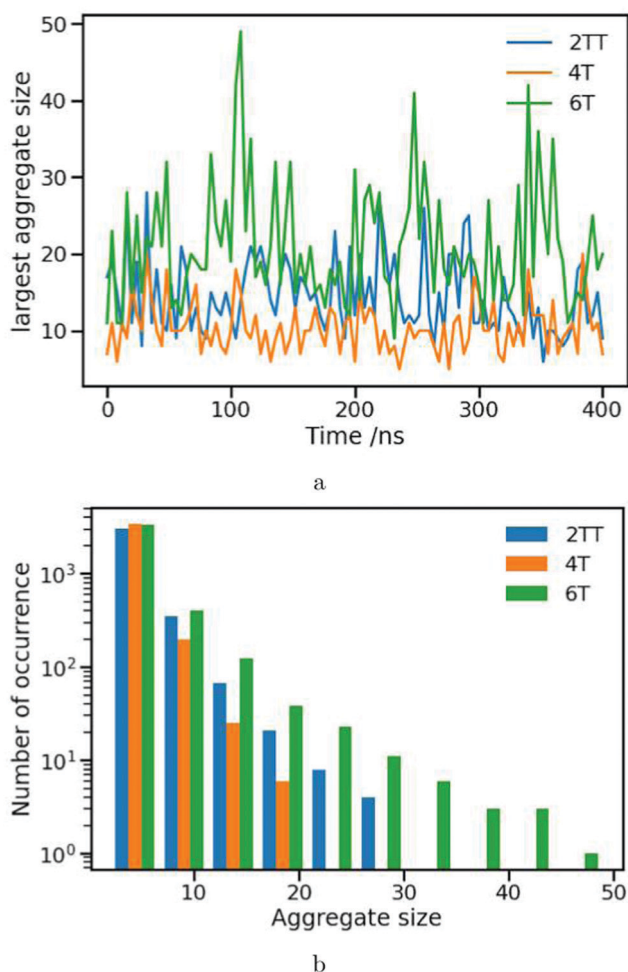 50
40
30
20
10
largest aggregate size
2TT
4T
6T
0 100 200 300 400
Time /ns
a
10³
10²
10¹
10⁰
Number of occurrence
2TT
4T
6T
10 20 30 40 50
Aggregate size
b